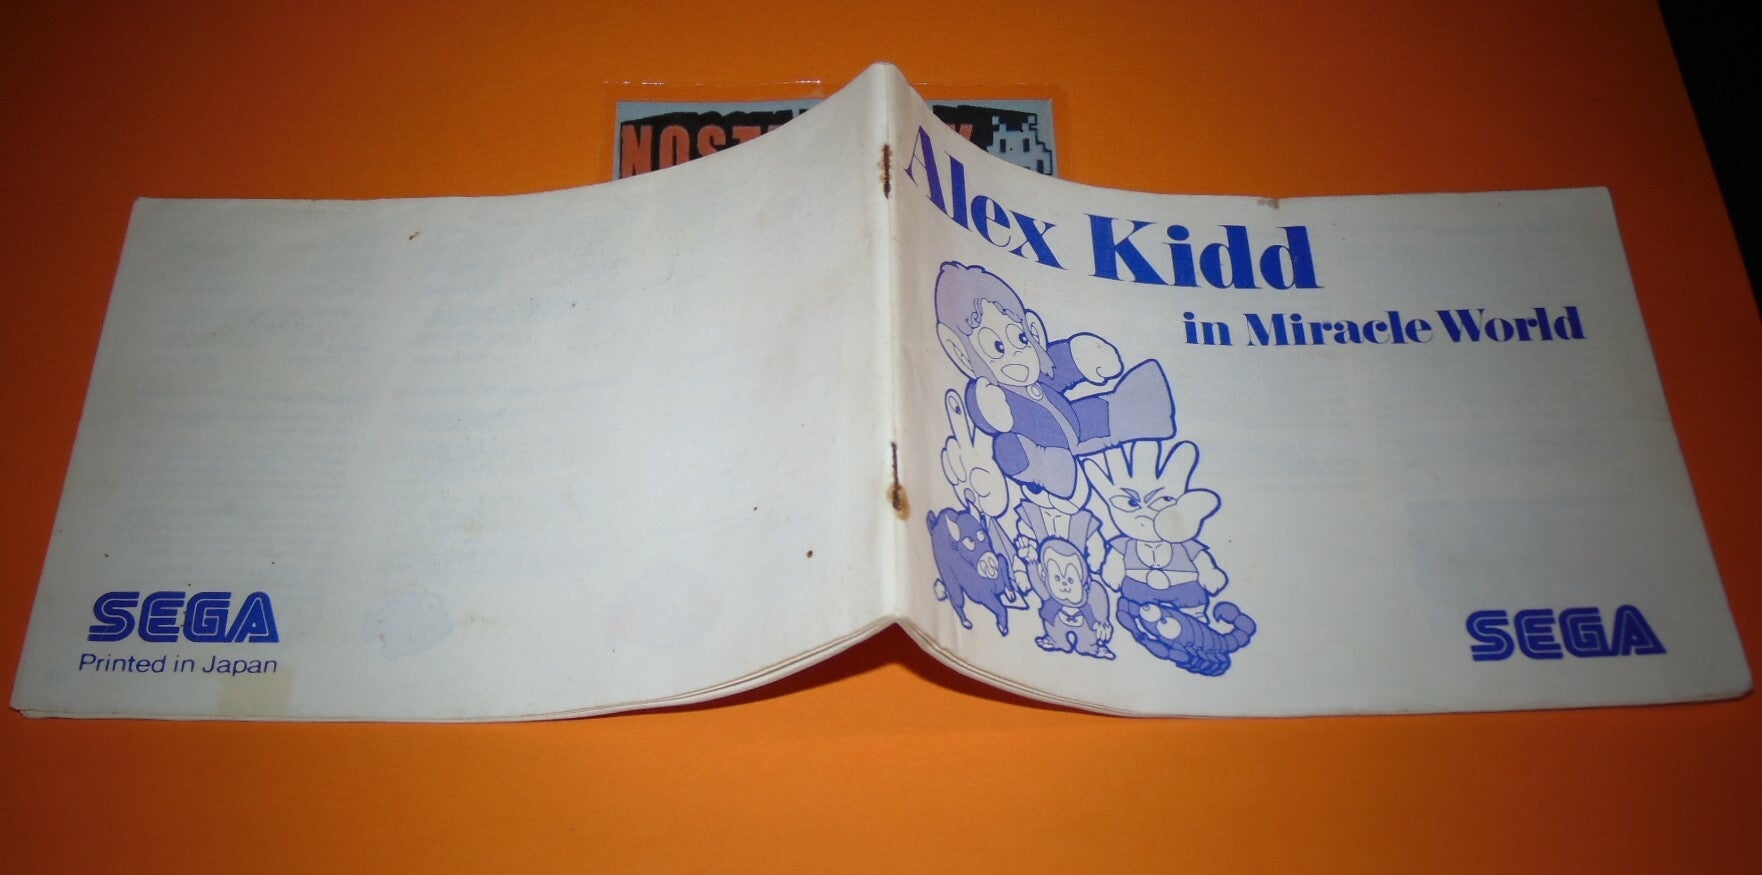 Alex Kidd
in Miracle World
SEGA
SEGA
Printed in Japan